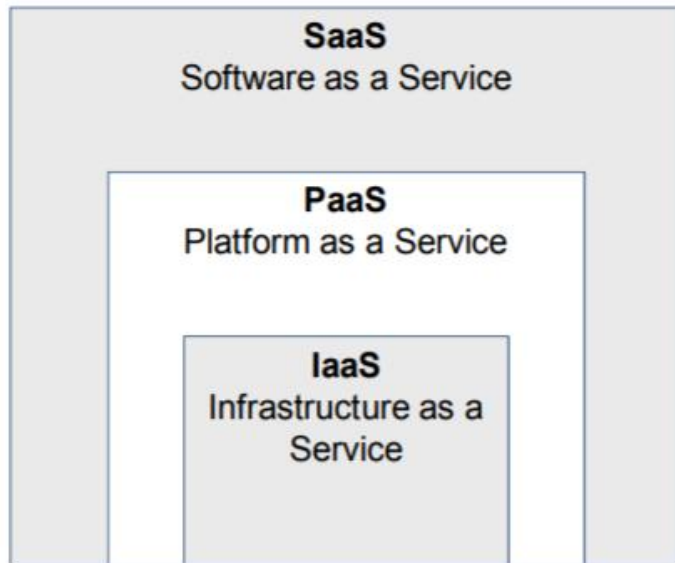 SaaS
Software as a Service
PaaS
Platform as a Service
IaaS
Infrastructure as a
Service